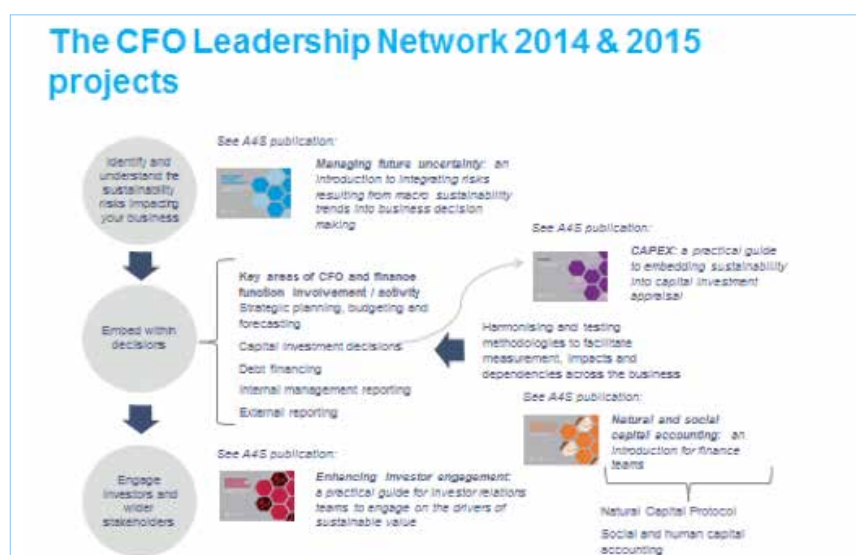 The CFO Leadership Network 2014 & 2015
projects
Identify and
understand the
sustainability
risks impacting
your business
See A4S publication:
Managing future uncertainty: an
introduction to integrating risks
resulting from macro sustainability
trends into business decision
making
See A4S publication:
CAPEX: a practical guide
to embedding sustainability
into capital investment
appraisal
Embed within
decisions
Key areas of CFO and finance
function involvement / activity
Strategic planning, budgeting and
forecasting
Capital investment decisions
Debt financing
Internal management reporting
External reporting
Harmonising and testing
methodologies to facilitate
measurement, impacts and
dependencies across the business
See A4S publication:
Natural and social
capital accounting: an
introduction for finance
teams
Natural Capital Protocol
Social and human capital
accounting
Engage
investors and
wider
stakeholders
See A4S publication:
Enhancing investor engagement:
a practical guide for investor relations
teams to engage on the drivers of
sustainable value